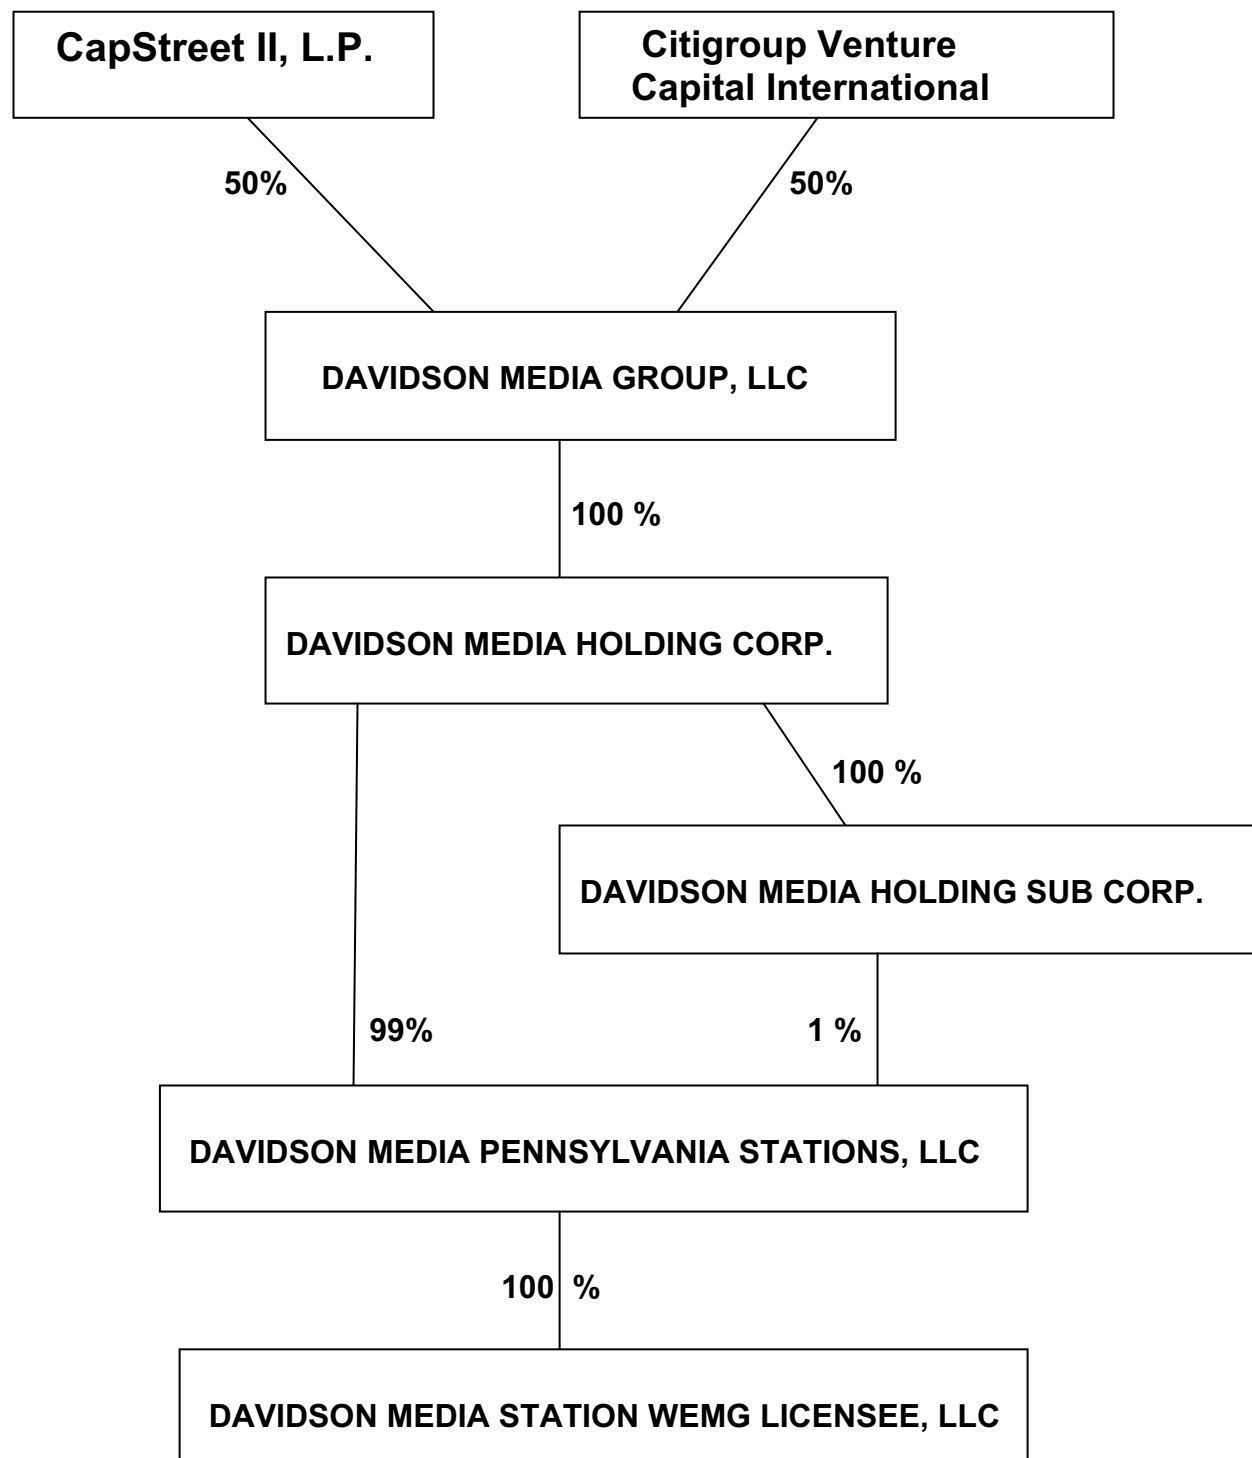 CapStreet II, L.P.
Citigroup Venture
Capital International
50%
50%
DAVIDSON MEDIA GROUP, LLC
100 %
DAVIDSON MEDIA HOLDING CORP.
100 %
DAVIDSON MEDIA HOLDING SUB CORP.
99%
1 %
DAVIDSON MEDIA PENNSYLVANIA STATIONS, LLC
100 %
DAVIDSON MEDIA STATION WEMG LICENSEE, LLC